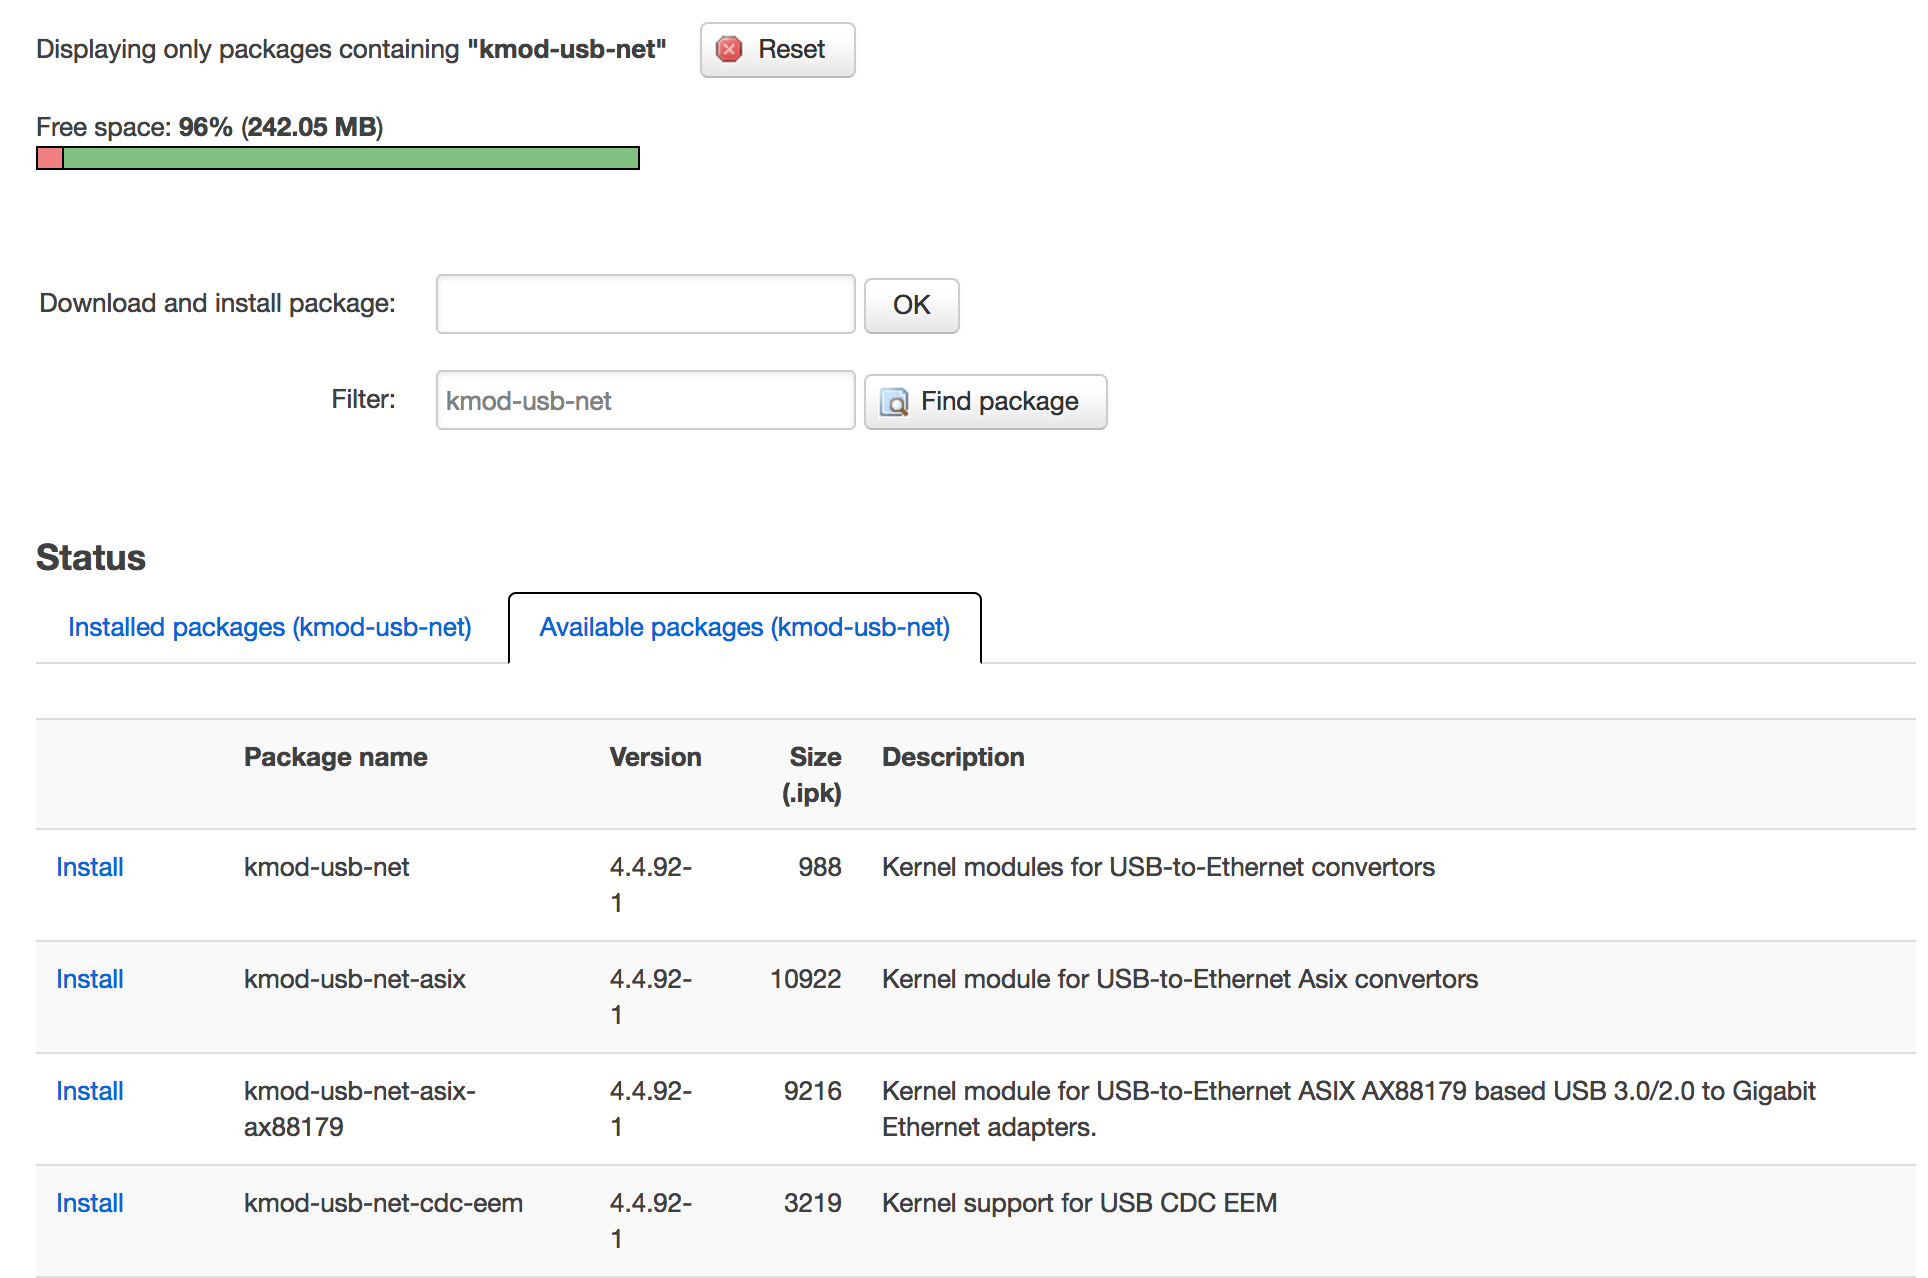 Displaying only packages containing "kmod-usb-net" Reset
Free space: 96% (242.05 MB)
Download and install package: OK
Filter: kmod-usb-net Find package
Status
Installed packages (kmod-usb-net) Available packages (kmod-usb-net)
Package name Version Size Description
(.ipk)
Install kmod-usb-net 4.4.92- 988 Kernel modules for USB-to-Ethernet convertors
1
Install kmod-usb-net-asix 4.4.92- 10922 Kernel module for USB-to-Ethernet Asix convertors
1
Install kmod-usb-net-asix- 4.4.92- 9216 Kernel module for USB-to-Ethernet ASIX AX88179 based USB 3.0/2.0 to Gigabit
ax88179 1 Ethernet adapters.
Install kmod-usb-net-cdc-eem 4.4.92- 3219 Kernel support for USB CDC EEM
1